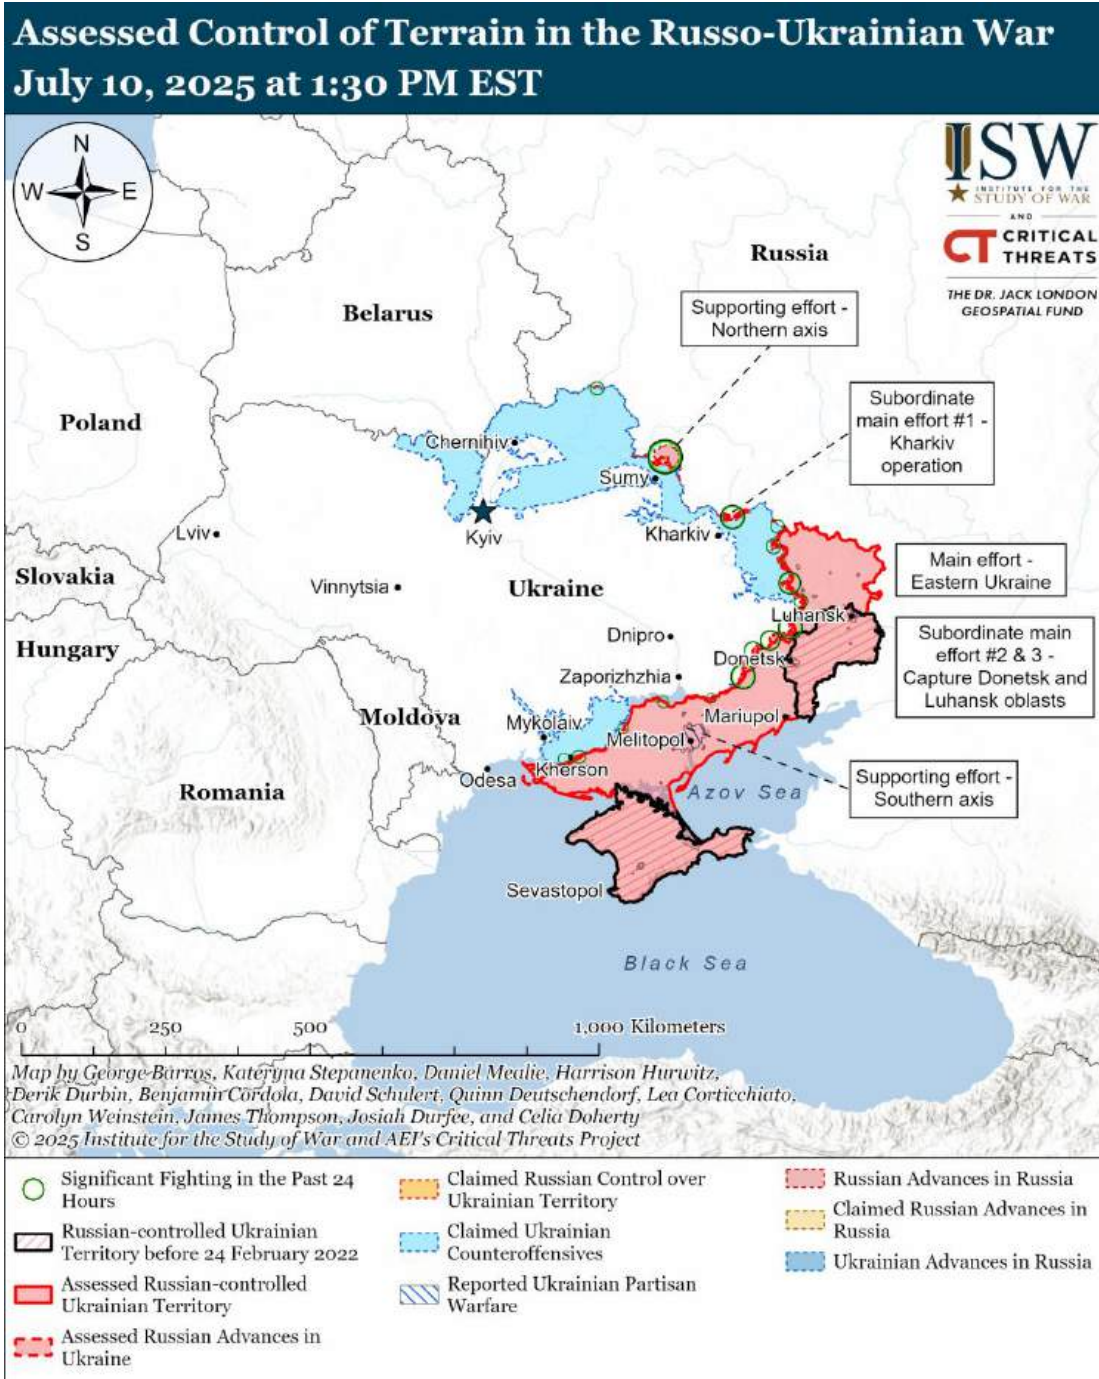 Assessed Control of Terrain in the Russo-Ukrainian War
July 10, 2025 at 1:30 PM EST
N
W
E
S
ISW
INSTITUTE FOR THE
STUDY OF WAR
AND
CT CRITICAL
THREATS
THE DR. JACK LONDON
GEOSPATIAL FUND
Russia
Supporting effort -
Northern axis
Belarus
Subordinate
main effort #1 -
Kharkiv
operation
Poland
Chernihiv
Sumy
Kyiv
Lviv
Kharkiv
Slovakia
Vinnytsia
Ukraine
Main effort -
Eastern Ukraine
Luhansk
Hungary
Dnipro
Donetsk
Subordinate main
effort #2 & 3 -
Capture Donetsk and
Luhansk oblasts
Zaporizhzhia
Moldova
Mykolaiv
Mariupol
Melitopol
Odesa
Kherson
Romania
Azov Sea
Supporting effort -
Southern axis
Sevastopol
Black Sea
0
250
500
1,000 Kilometers
Map by George Barros, Kateryna Stepanenko, Daniel Mealie, Harrison Hurwitz,
Derik Durbin, Benjamin Cordola, David Schulert, Quinn Deutschendorf, Lea Corticchiato,
Carolyn Weinstein, James Thompson, Josiah Durfee, and Celia Doherty
© 2025 Institute for the Study of War and AEI's Critical Threats Project
Significant Fighting in the Past 24
Hours
Russian-controlled Ukrainian
Territory before 24 February 2022
Assessed Russian-controlled
Ukrainian Territory
Assessed Russian Advances in
Ukraine
Claimed Russian Control over
Ukrainian Territory
Claimed Ukrainian
Counteroffensives
Reported Ukrainian Partisan
Warfare
Russian Advances in Russia
Claimed Russian Advances in
Russia
Ukrainian Advances in Russia